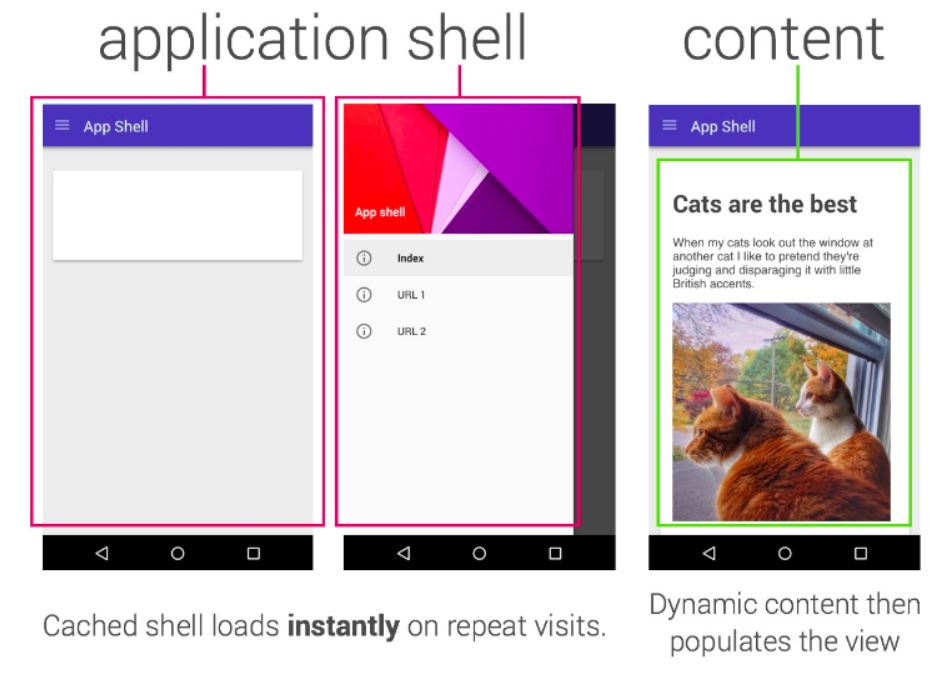 application shell
content
App Shell
App shell
Index
URL 1
URL 2
App Shell
Cats are the best
When my cats look out the window at
another cat I like to pretend they're
judging and disparaging it with little
British accents.
Cached shell loads instantly on repeat visits.
Dynamic content then
populates the view